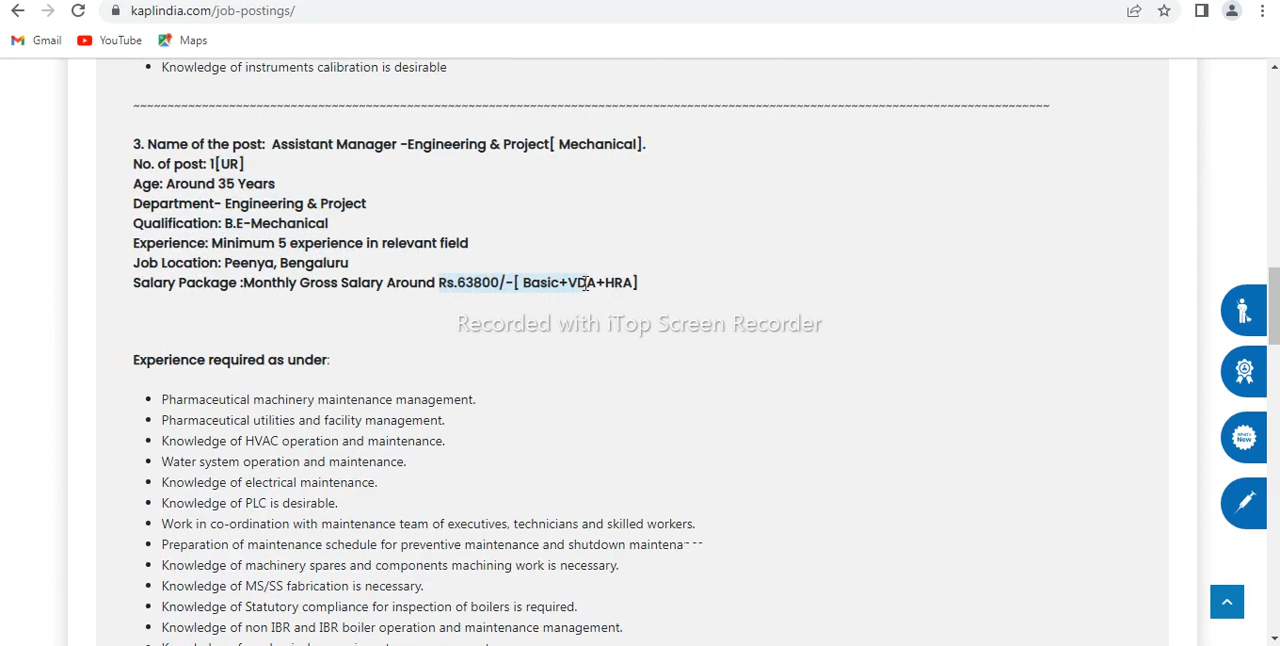 kaplindia.com/job-postings/
Gmail YouTube Maps
Knowledge of instruments calibration is desirable
~~~~~~~~~~~~~~~~~~~~~~~~~~~~~~~~~~~~~~~~~~~~~~~~~~~~~~~~~~~~~~~~~~~~~~~~~~~~~~~~~~~~~~~~~~~~~~~~~~~~~~~~~~~~~~~~~~~~~~~~~~~~~~~~~~~
3. Name of the post: Assistant Manager -Engineering & Project[ Mechanical].
No. of post: 1[UR]
Age: Around 35 Years
Department- Engineering & Project
Qualification: B.E-Mechanical
Experience: Minimum 5 experience in relevant field
Job Location: Peenya, Bengaluru
Salary Package :Monthly Gross Salary Around Rs.63800/-[ Basic+VDA+HRA]
Recorded with iTop Screen Recorder
Experience required as under:
Pharmaceutical machinery maintenance management.
Pharmaceutical utilities and facility management.
Knowledge of HVAC operation and maintenance.
Water system operation and maintenance.
Knowledge of electrical maintenance.
Knowledge of PLC is desirable.
Work in co-ordination with maintenance team of executives, technicians and skilled workers.
Preparation of maintenance schedule for preventive maintenance and shutdown
Knowledge of machinery spares and components machining work is necessary.
Knowledge of MS/SS fabrication is necessary.
Knowledge of Statutory compliance for inspection of boilers is required.
Knowledge of non IBR and IBR boiler operation and maintenance management.